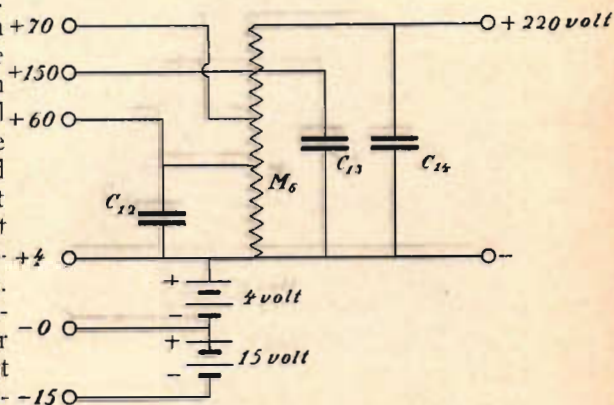 +70
+ 220 volt
+150
+60
C13
C14
M6
C12
+4
--
+
4 volt
-
-0
+
15 volt
-
-15